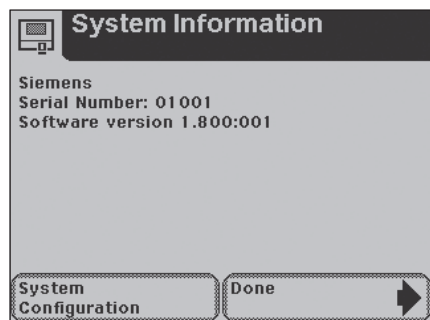 System Information
Siemens
Serial Number: 01001
Software version 1.800:001
System
Configuration
Done